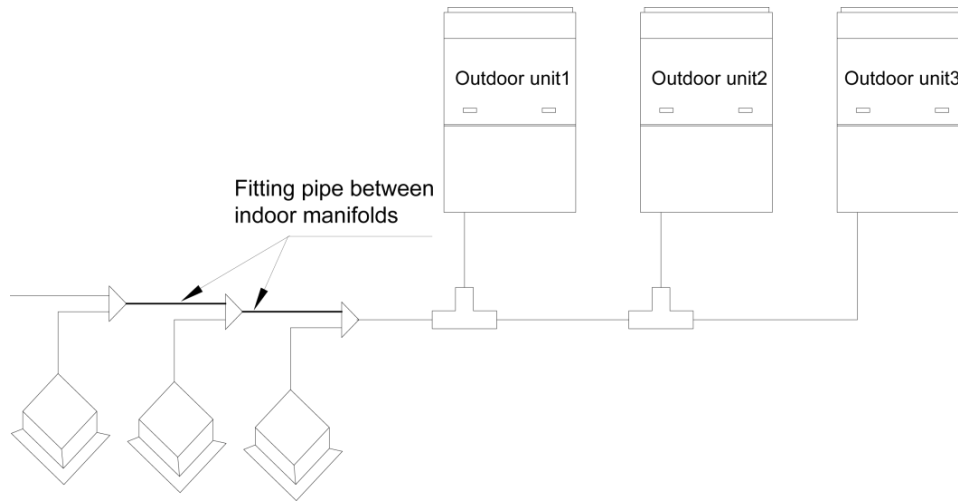 Outdoor unit1
Outdoor unit2
Outdoor unit3
Fitting pipe between
indoor manifolds